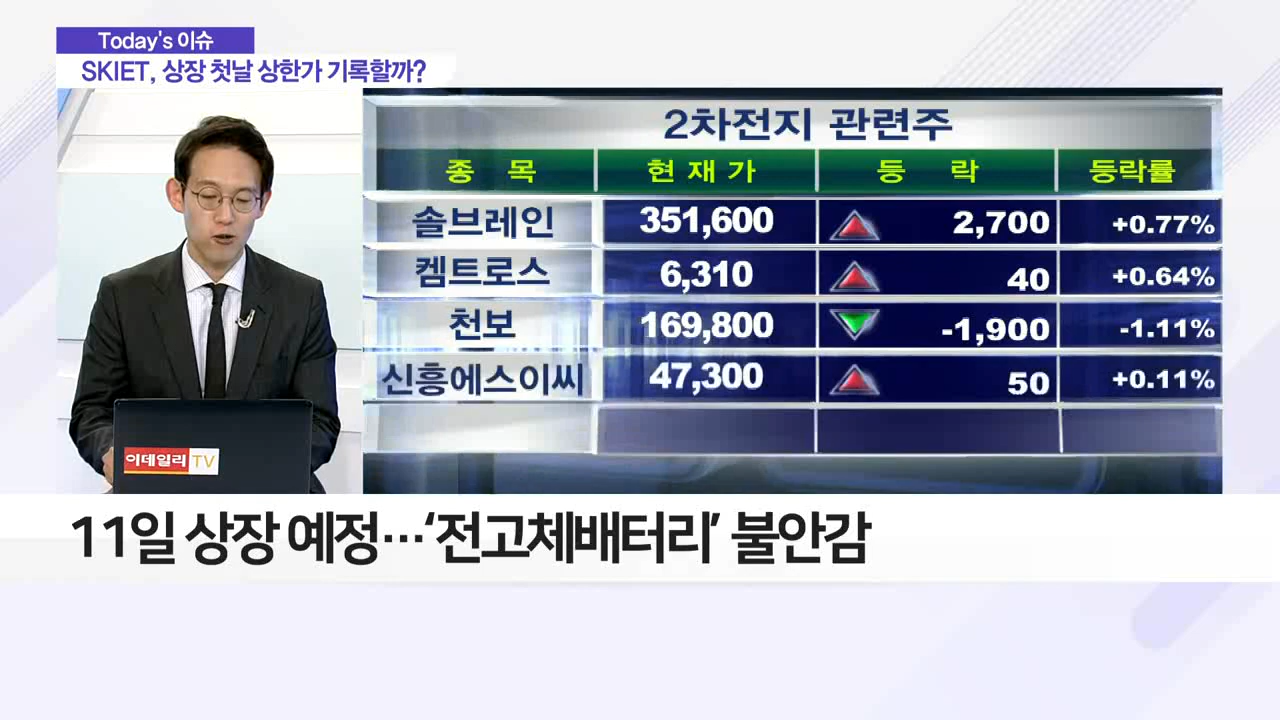 Today's 이슈
SKIET, 상장 첫날 상한가 기록할까?
2차전지 관련주
종 목 현 재 가 등 락 등락률
솔브레인 351,600 2,700 +0.77%
켐트로스 6,310 40 +0.64%
천보 169,800 -1,900 -1.11%
신흥에스이씨 47,300 50 +0.11%
이데일리 TV
11일 상장 예정…‘전고체배터리’ 불안감